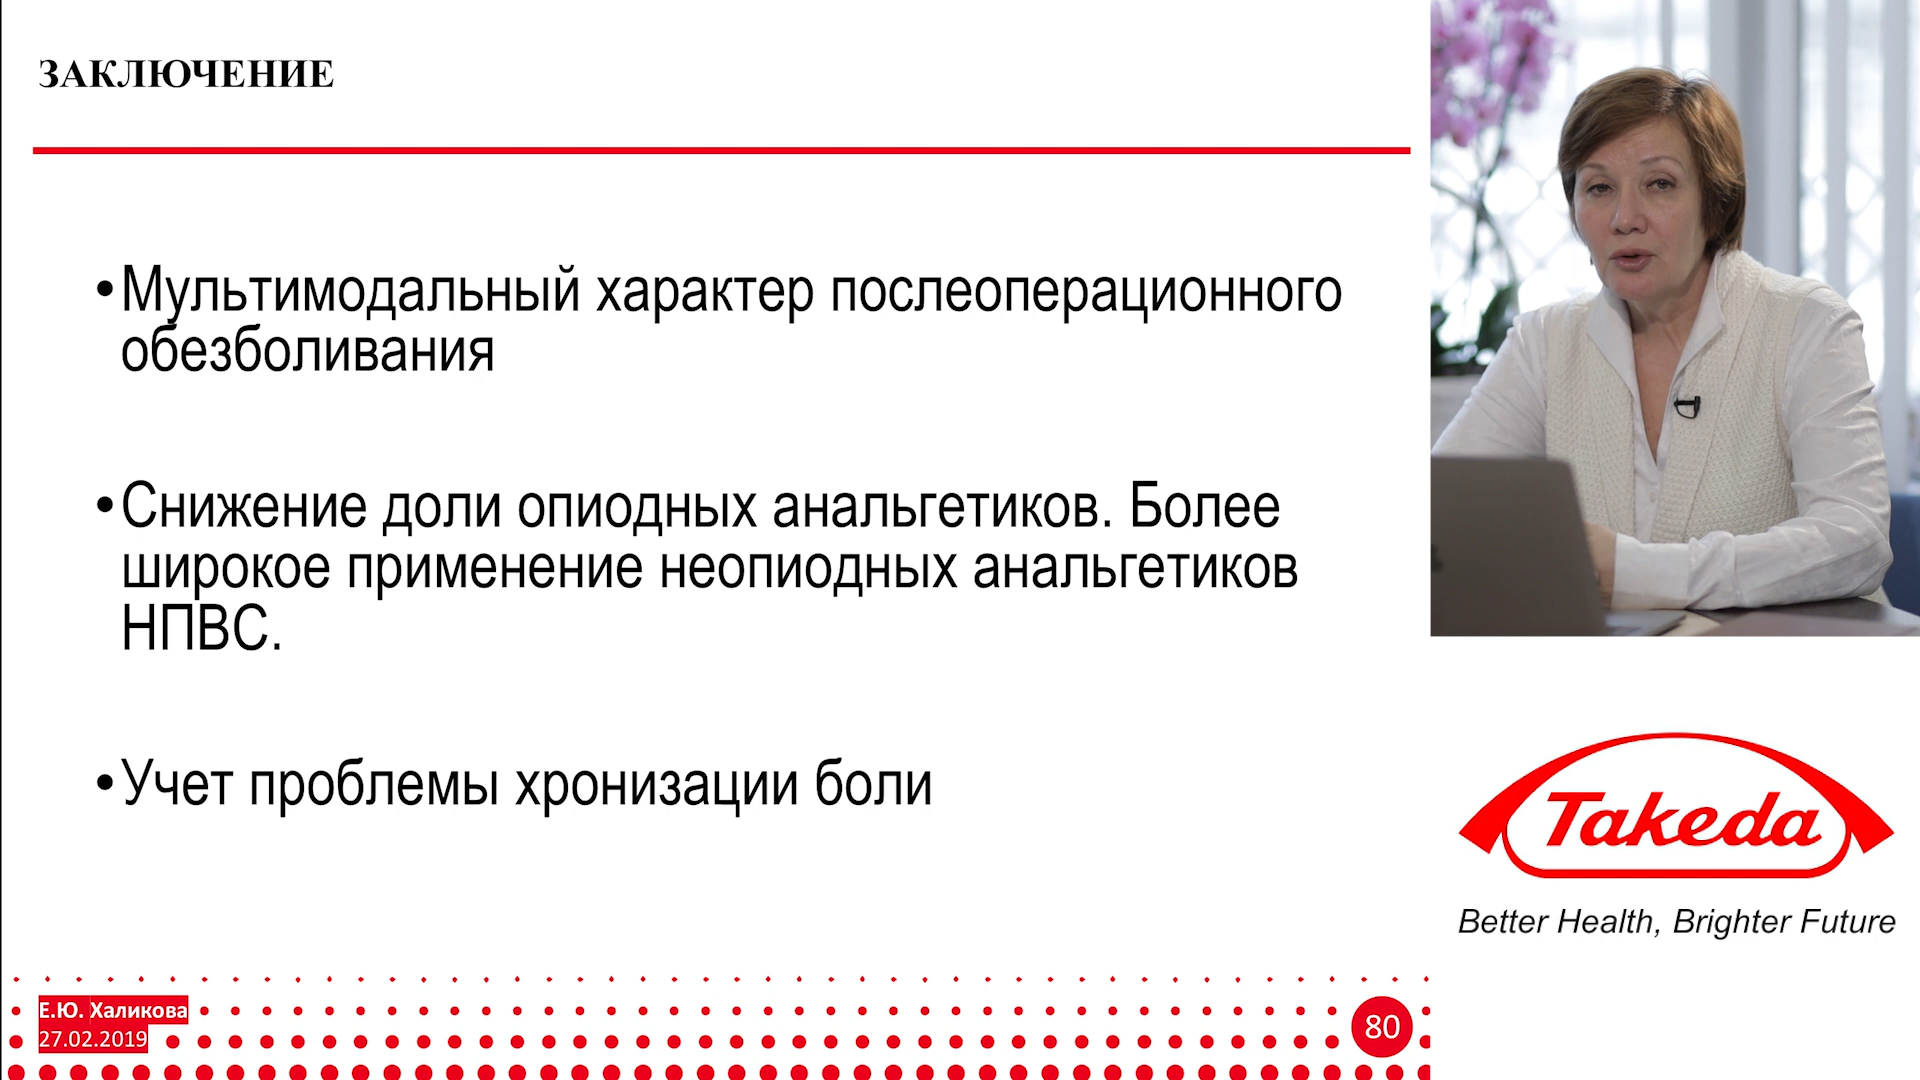 ЗАКЛЮЧЕНИЕ
•Мультимодальный характер послеоперационного
обезболивания
•Снижение доли опиодных анальгетиков. Более
широкое применение неопиодных анальгетиков
НПВС.
•Учет проблемы хронизации боли
Takeda
Better Health, Brighter Future
Е.Ю. Халикова
27.02.2019
80